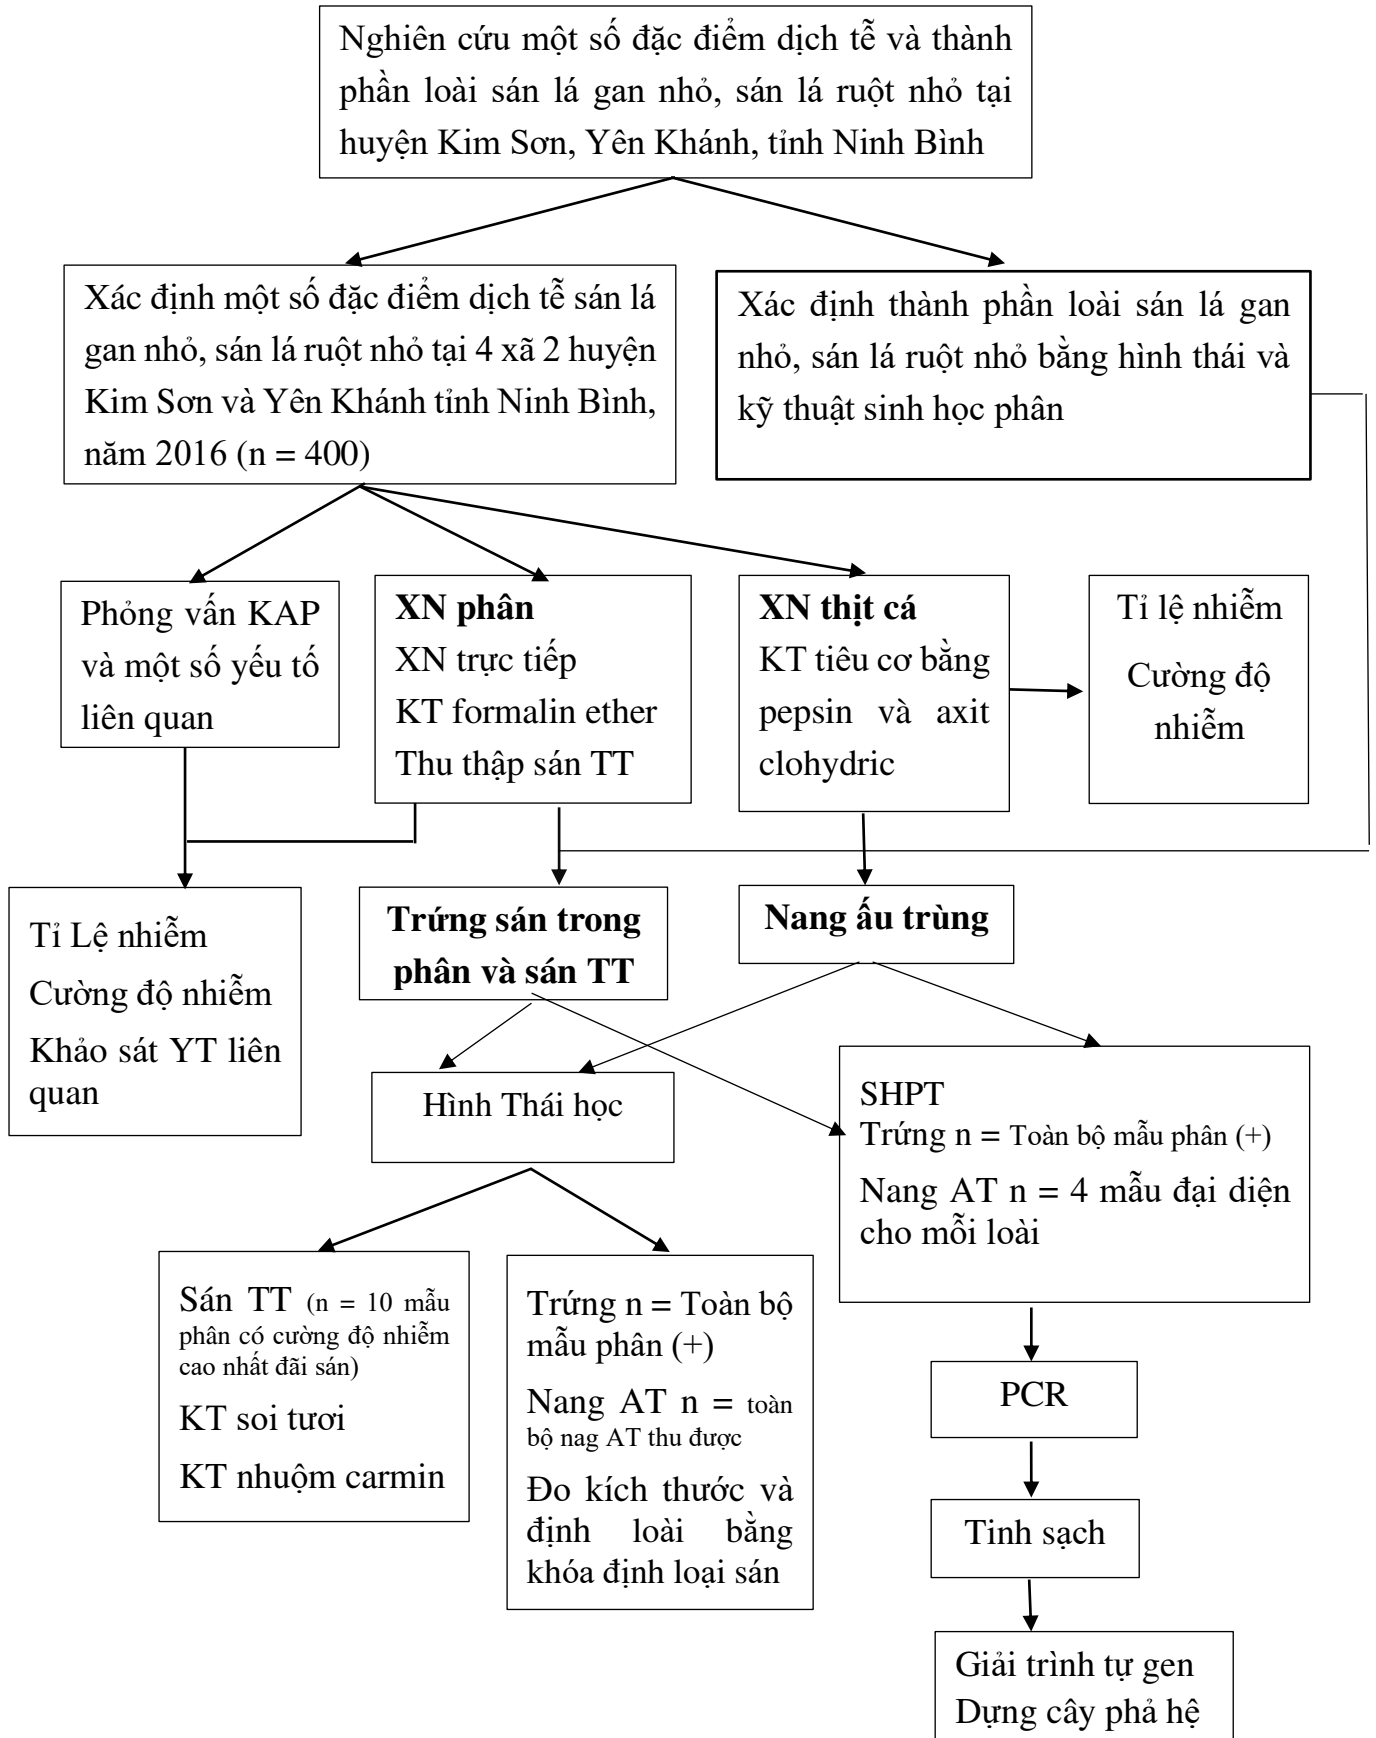 Nghiên cứu một số đặc điểm dịch tễ và thành
phần loài sán lá gan nhỏ, sán lá ruột nhỏ tại
huyện Kim Sơn, Yên Khánh, tỉnh Ninh Bình
Xác định một số đặc điểm dịch tễ sán lá
gan nhỏ, sán lá ruột nhỏ tại 4 xã 2 huyện
Kim Sơn và Yên Khánh tỉnh Ninh Bình,
năm 2016 (n = 400)
Xác định thành phần loài sán lá gan
nhỏ, sán lá ruột nhỏ bằng hình thái và
kỹ thuật sinh học phân
Phỏng vấn KAP
và một số yếu tố
liên quan
XN phân
XN trực tiếp
KT formalin ether
Thu thập sán TT
XN thịt cá
KT tiêu cơ bằng
pepsin và axit
clohydric
Tỉ lệ nhiễm
Cường độ
nhiễm
Tỉ Lệ nhiễm
Cường độ nhiễm
Khảo sát YT liên
quan
Trứng sán trong
phân và sán TT
Nang ấu trùng
Hình Thái học
SHPT
Trứng n = Toàn bộ mẫu phân (+)
Nang AT n = 4 mẫu đại diện
cho mỗi loài
Sán TT (n = 10 mẫu
phân có cường độ nhiễm
cao nhất đãi sán)
KT soi tươi
KT nhuộm carmin
Trứng n = Toàn bộ
mẫu phân (+)
Nang AT n = toàn
bộ nag AT thu được
Đo kích thước và
định loài bằng
khóa định loại sán
PCR
Tinh sạch
Giải trình tự gen
Dựng cây phả hệ